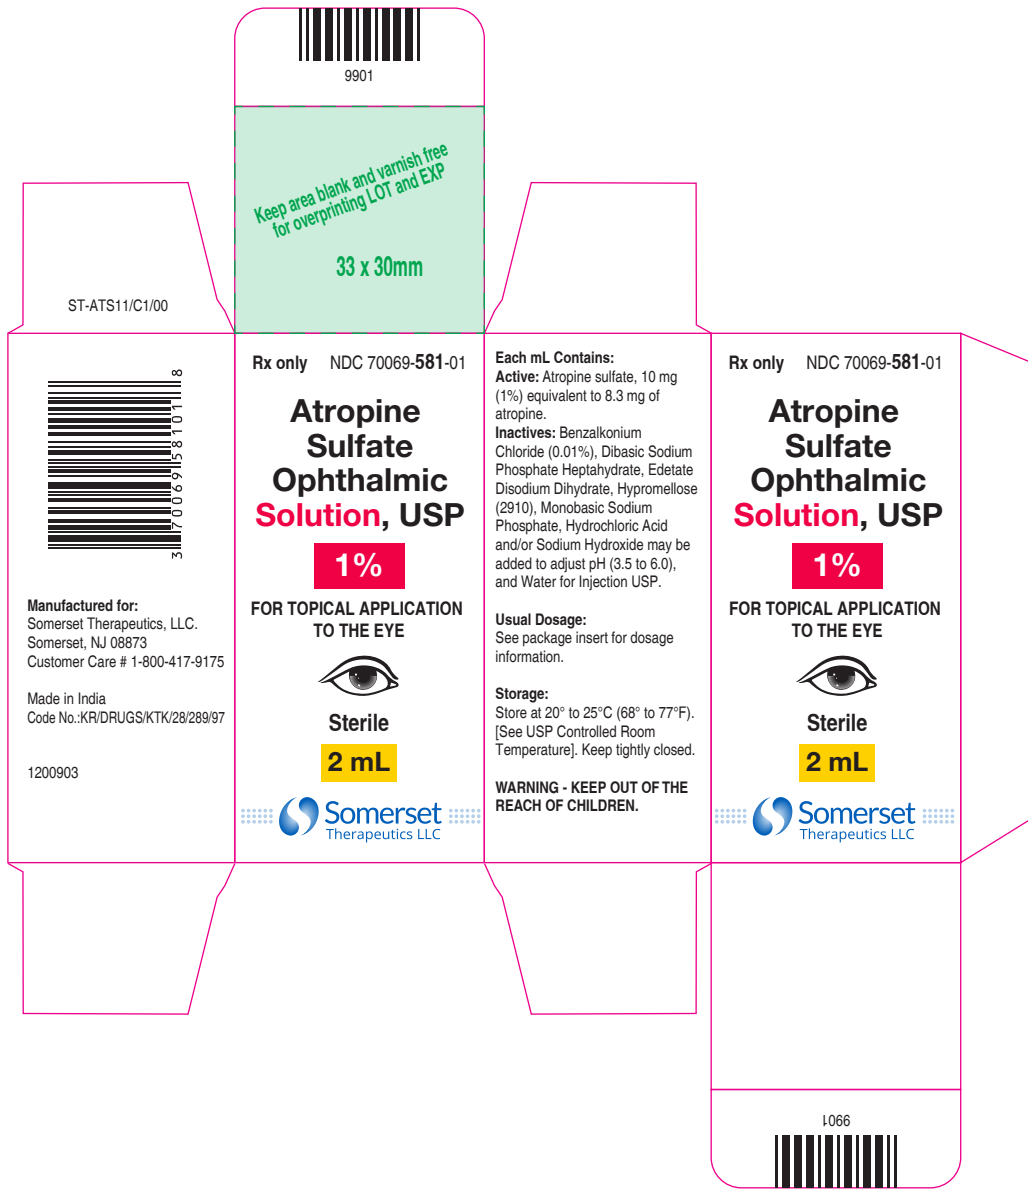 9901
Keep area blank and varnish free
for overprinting LOT and EXP
33 x 30mm
ST-ATS11/C1/00
3 70069 58101 8
Manufactured for:
Somerset Therapeutics, LLC.
Somerset, NJ 08873
Customer Care # 1-800-417-9175
Made in India
Code No.:KR/DRUGS/KTK/28/289/97
1200903
Rx only NDC 70069-581-01
Atropine
Sulfate
Ophthalmic
Solution, USP
1%
FOR TOPICAL APPLICATION
TO THE EYE
Sterile
2 mL
Somerset
Therapeutics LLC
Each mL Contains:
Active: Atropine sulfate, 10 mg
(1%) equivalent to 8.3 mg of
atropine.
Inactives: Benzalkonium
Chloride (0.01%), Dibasic Sodium
Phosphate Heptahydrate, Edetate
Disodium Dihydrate, Hypromellose
(2910), Monobasic Sodium
Phosphate, Hydrochloric Acid
and/or Sodium Hydroxide may be
added to adjust pH (3.5 to 6.0),
and Water for Injection USP.
Usual Dosage:
See package insert for dosage
information.
Storage:
Store at 20° to 25°C (68° to 77°F).
[See USP Controlled Room
Temperature]. Keep tightly closed.
WARNING - KEEP OUT OF THE
REACH OF CHILDREN.
Rx only NDC 70069-581-01
Atropine
Sulfate
Ophthalmic
Solution, USP
1%
FOR TOPICAL APPLICATION
TO THE EYE
Sterile
2 mL
Somerset
Therapeutics LLC
9901